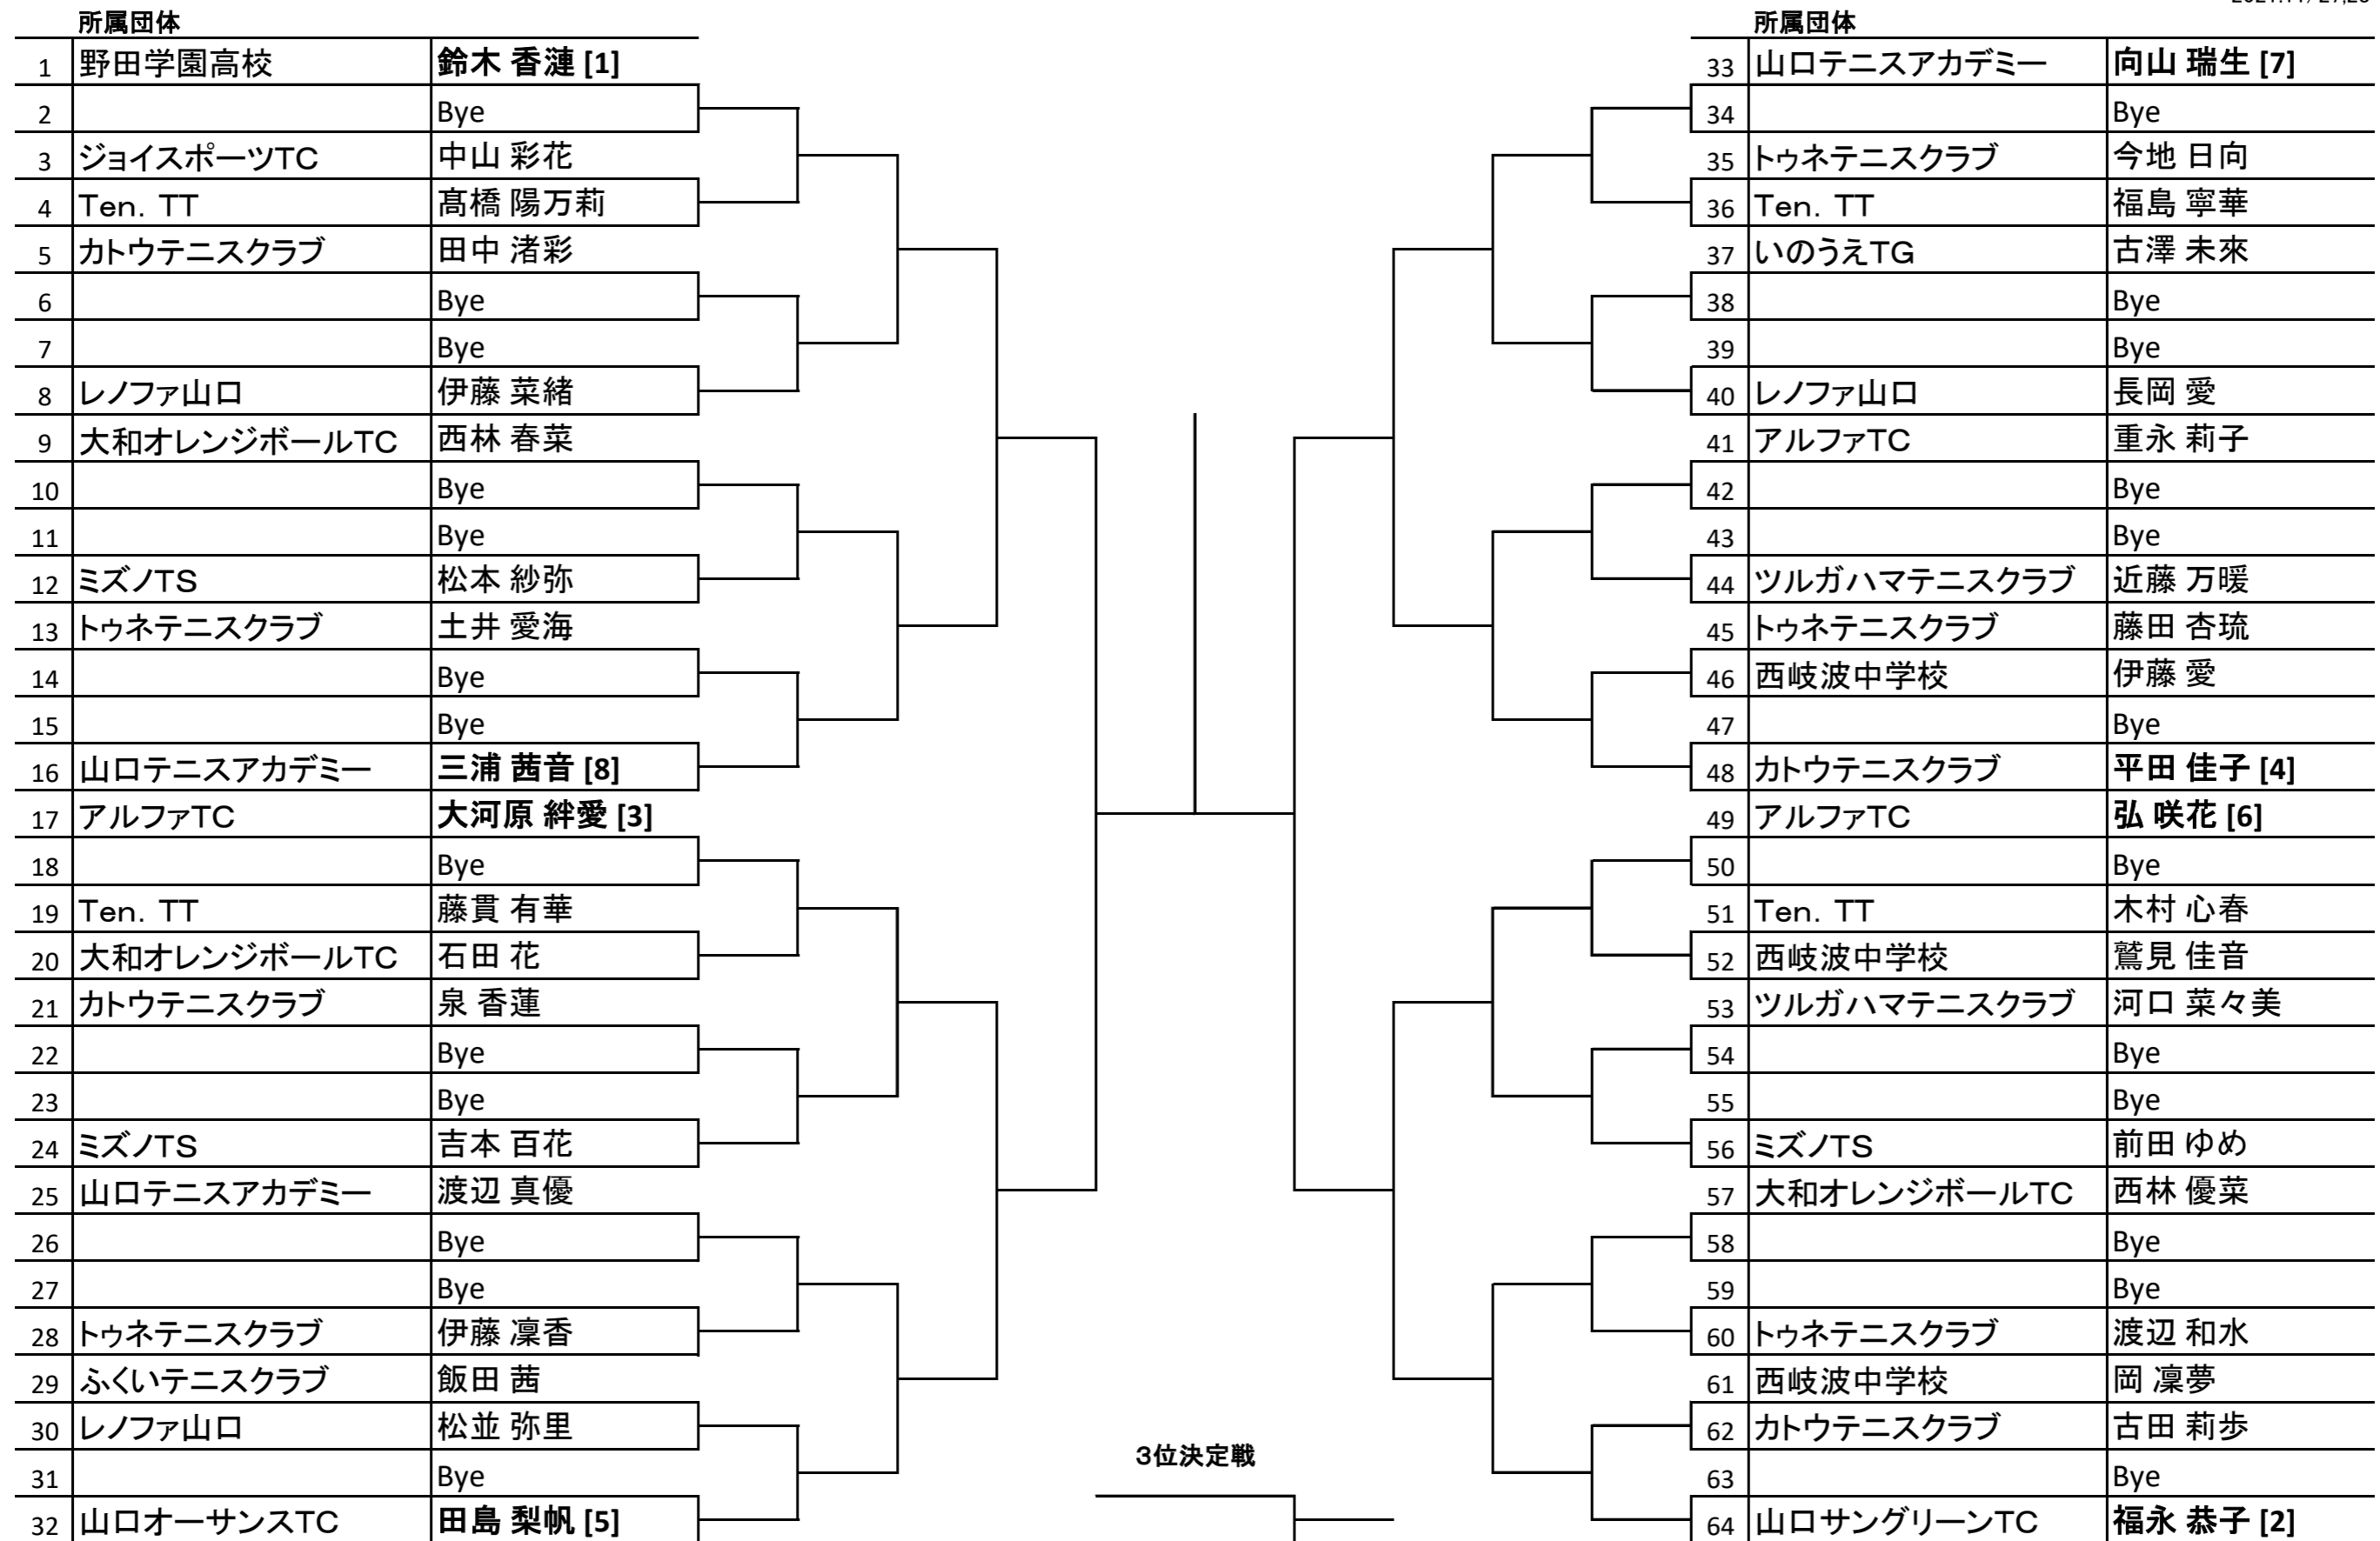 所属団体
1 野田学園高校 鈴木 香漣 [1]
2 Bye
3 ジョイスポーツTC 中山 彩花
4 Ten. TT 髙橋 陽万莉
5 カトウテニスクラブ 田中 渚彩
6 Bye
7 Bye
8 レノファ山口 伊藤 菜緒
9 大和オレンジボールTC 西林 春菜
10 Bye
11 Bye
12 ミズノTS 松本 紗弥
13 トゥネテニスクラブ 土井 愛海
14 Bye
15 Bye
16 山口テニスアカデミー 三浦 茜音 [8]
17 アルファTC 大河原 絆愛 [3]
18 Bye
19 Ten. TT 藤貫 有華
20 大和オレンジボールTC 石田 花
21 カトウテニスクラブ 泉 香蓮
22 Bye
23 Bye
24 ミズノTS 吉本 百花
25 山口テニスアカデミー 渡辺 真優
26 Bye
27 Bye
28 トゥネテニスクラブ 伊藤 凜香
29 ふくいテニスクラブ 飯田 茜
30 レノファ山口 松並 弥里
31 Bye
32 山口オーサンスTC 田島 梨帆 [5]
3位決定戦
所属団体
33 山口テニスアカデミー 向山 瑞生 [7]
34 Bye
35 トゥネテニスクラブ 今地 日向
36 Ten. TT 福島 寧華
37 いのうえTG 古澤 未來
38 Bye
39 Bye
40 レノファ山口 長岡 愛
41 アルファTC 重永 莉子
42 Bye
43 Bye
44 ツルガハマテニスクラブ 近藤 万暖
45 トゥネテニスクラブ 藤田 杏琉
46 西岐波中学校 伊藤 愛
47 Bye
48 カトウテニスクラブ 平田 佳子 [4]
49 アルファTC 弘 咲花 [6]
50 Bye
51 Ten. TT 木村 心春
52 西岐波中学校 鷲見 佳音
53 ツルガハマテニスクラブ 河口 菜々美
54 Bye
55 Bye
56 ミズノTS 前田 ゆめ
57 大和オレンジボールTC 西林 優菜
58 Bye
59 Bye
60 トゥネテニスクラブ 渡辺 和水
61 西岐波中学校 岡 凜夢
62 カトウテニスクラブ 古田 莉歩
63 Bye
64 山口サングリーンTC 福永 恭子 [2]